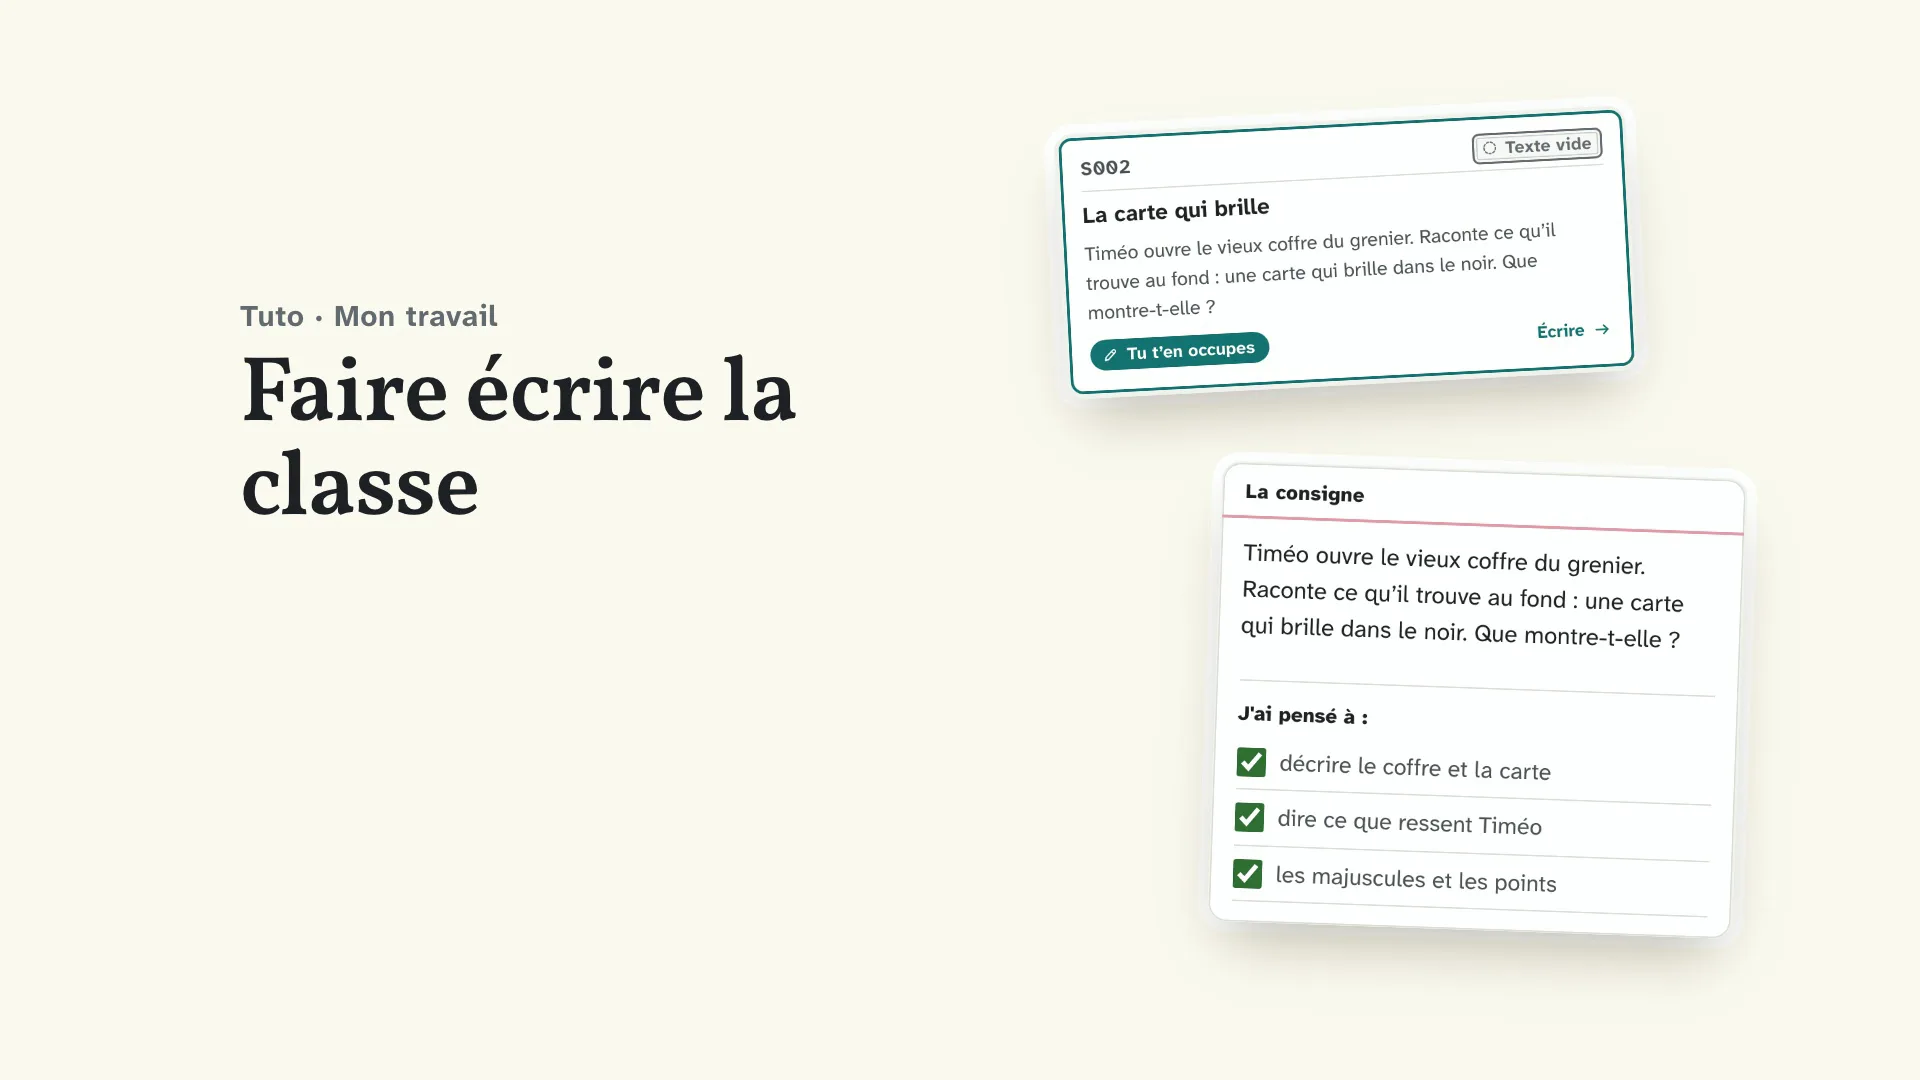 Tuto · Mon travail
Faire écrire la
classe
S002
Texte vide
La carte qui brille
Timéo ouvre le vieux coffre du grenier. Raconte ce qu’il
trouve au fond : une carte qui brille dans le noir. Que
montre-t-elle ?
Tu t’en occupes
Écrire →
La consigne
Timéo ouvre le vieux coffre du grenier.
Raconte ce qu’il trouve au fond : une carte
qui brille dans le noir. Que montre-t-elle ?
J'ai pensé à :
décrire le coffre et la carte
dire ce que ressent Timéo
les majuscules et les points